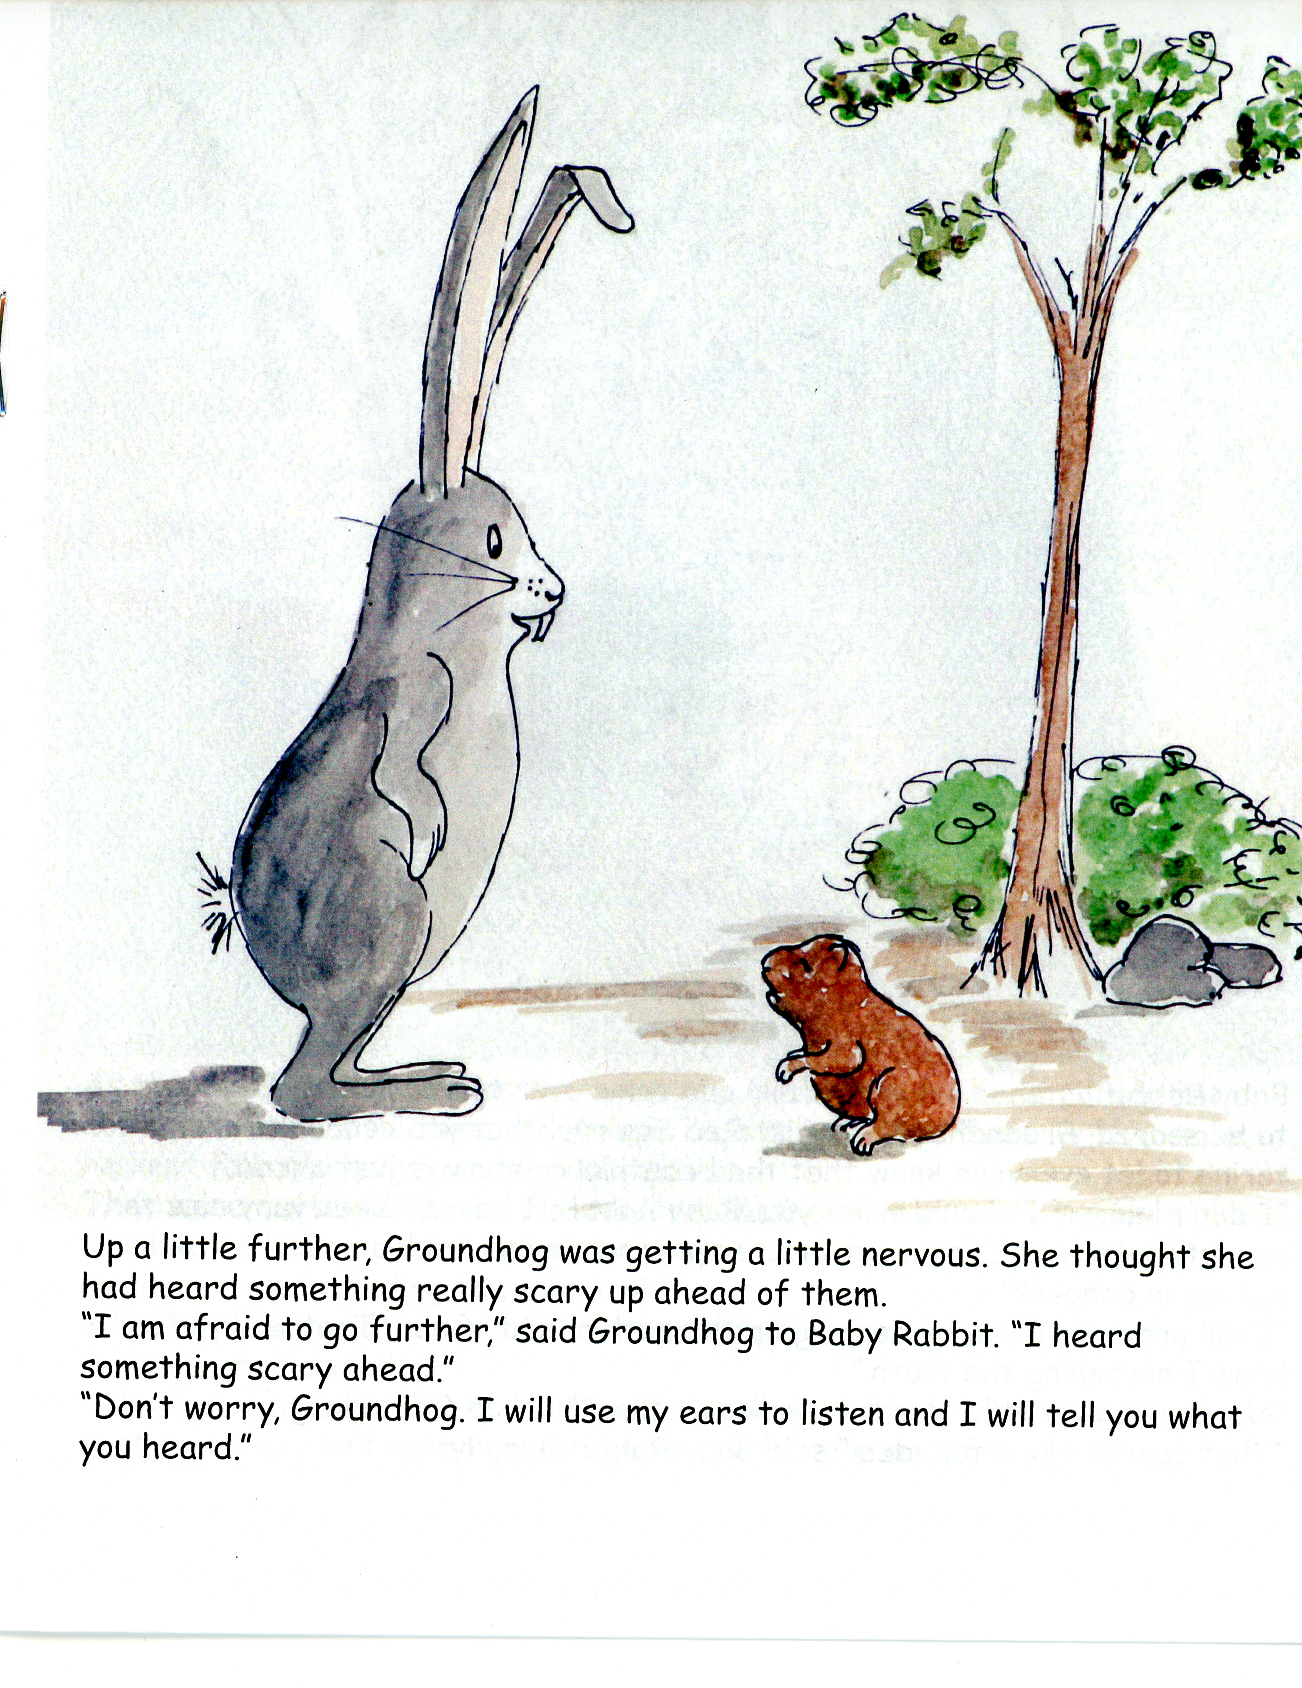 Up a little further, Groundhog was getting a little nervous. She thought she
had heard something really scary up ahead of them.
“I am afraid to go further,” said Groundhog to Baby Rabbit. “I heard
something scary ahead.”
“Don't worry, Groundhog. I will use my ears to listen and I will tell you what
you heard.”